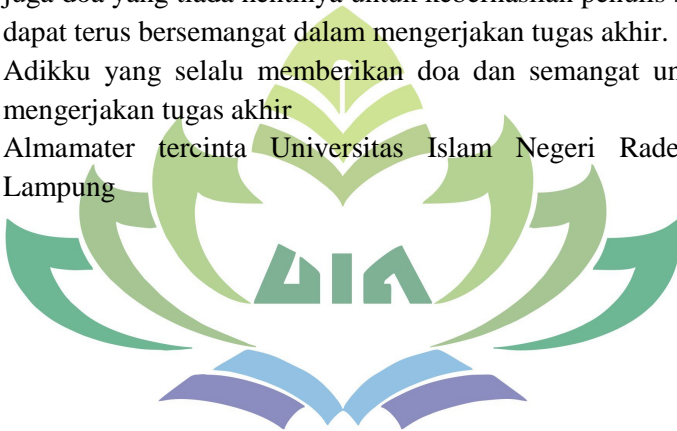 dapat terus bersemangat dalam mengerjakan tugas akhir.
Adikku yang selalu memberikan doa dan semangat un
mengerjakan tugas akhir
Almamater tercinta Universitas Islam Negeri Rade
Lampung
UIN